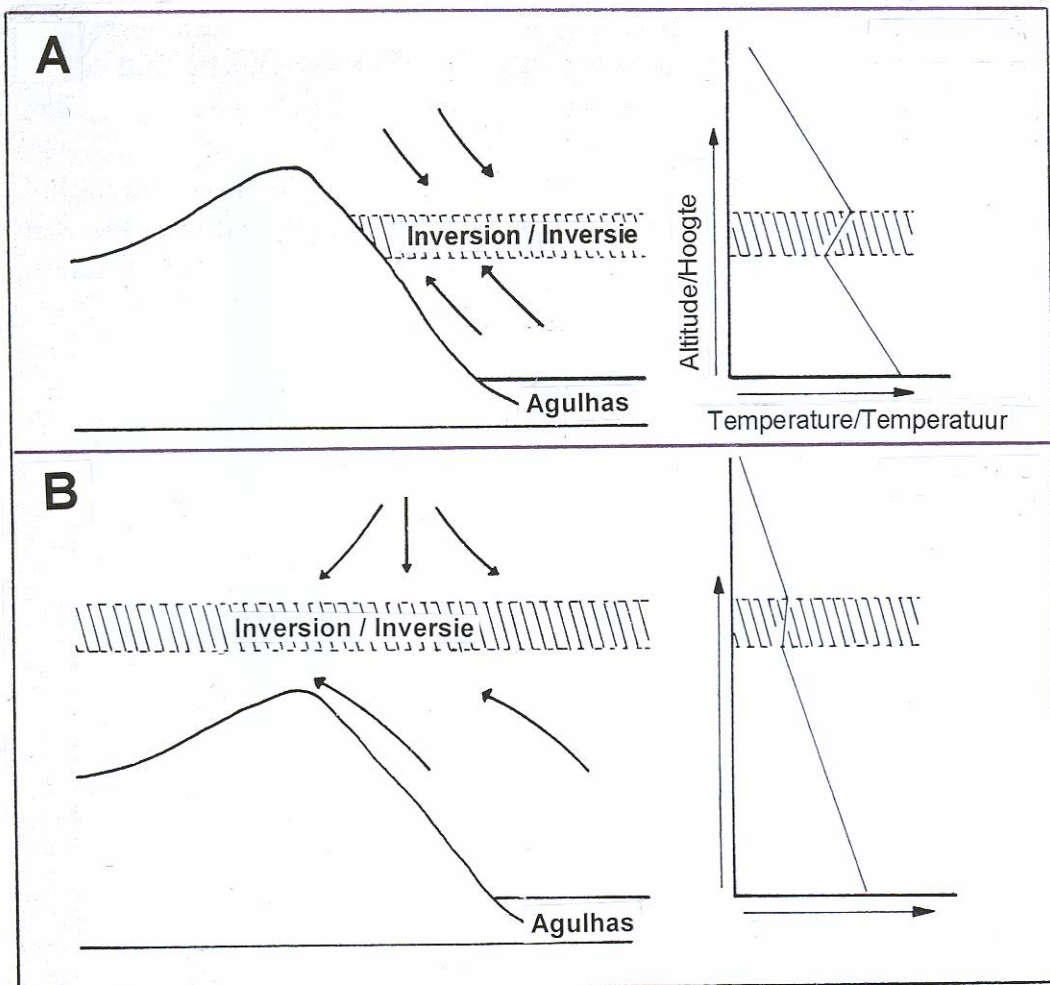 A
Inversion / Inversie
Agulhas
Altitude/Hoogte
Temperature/Temperatuur
B
Inversion / Inversie
Agulhas